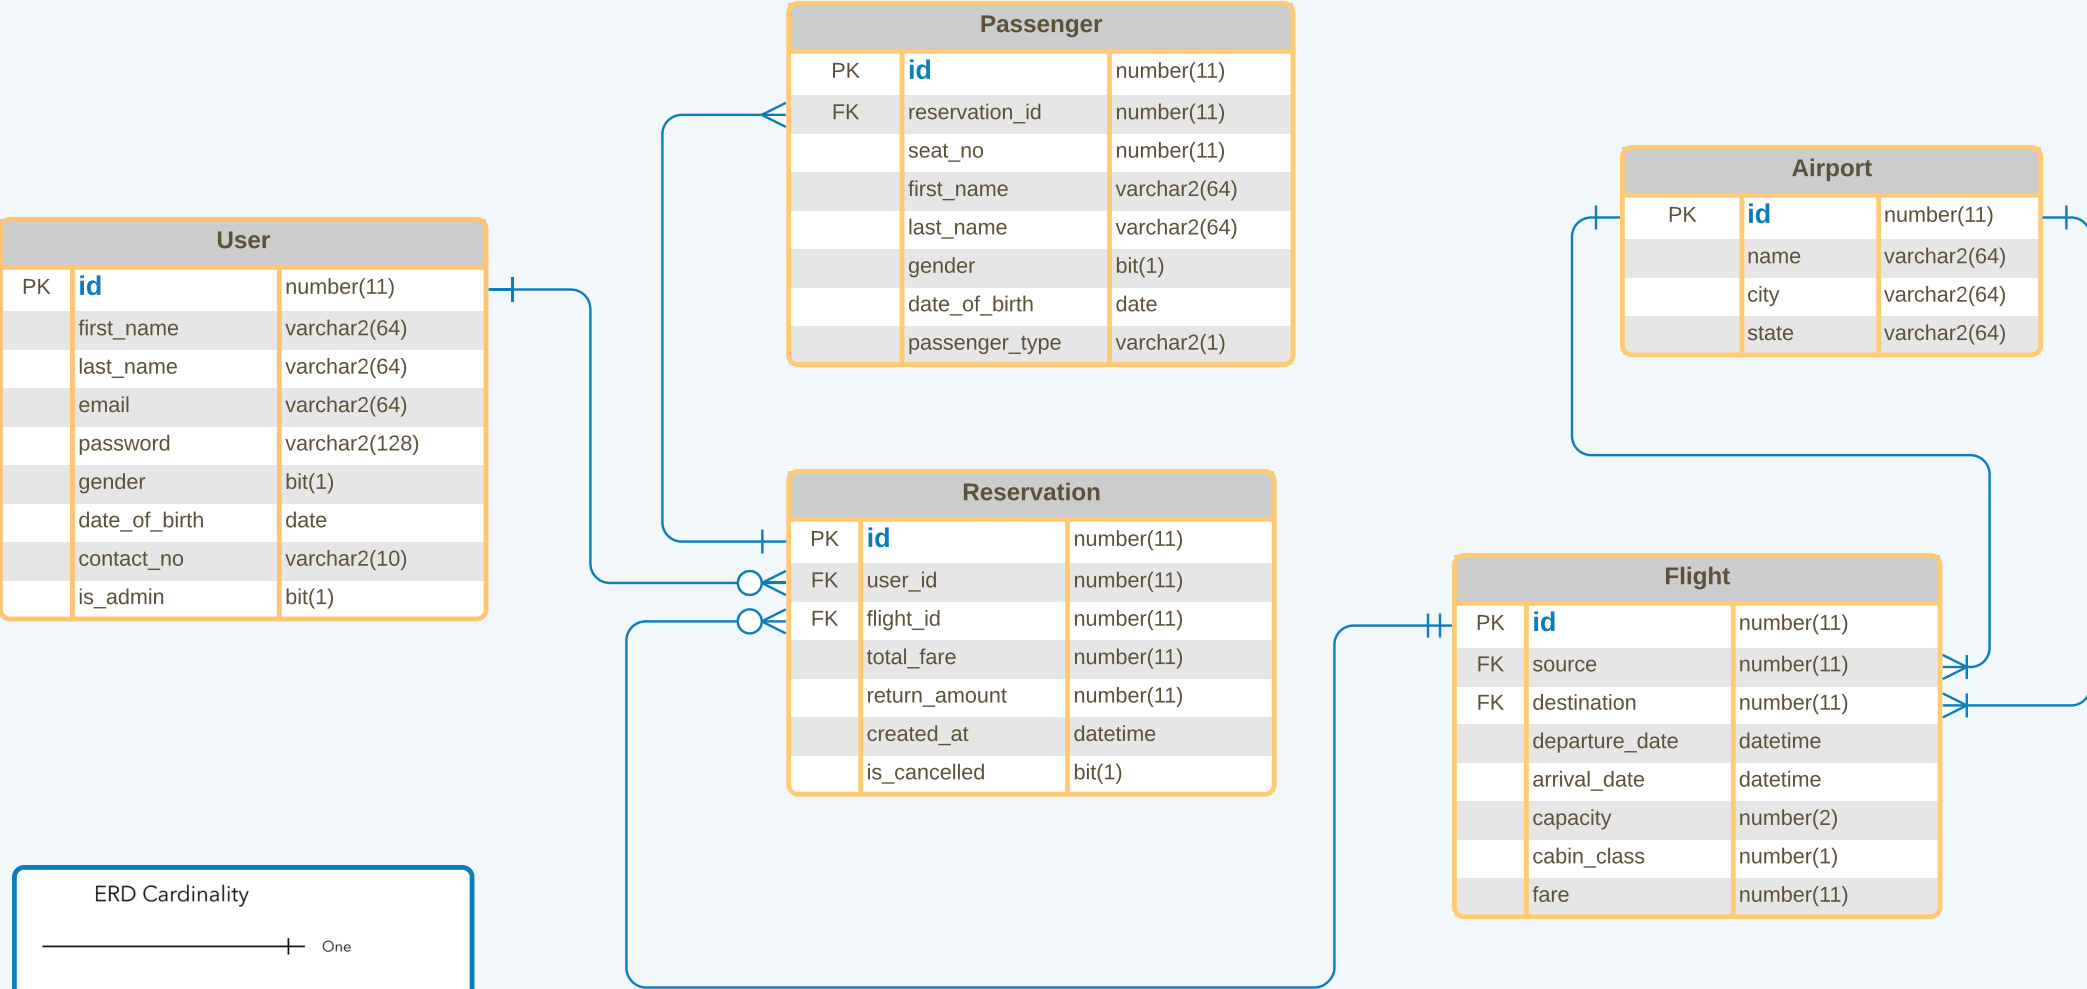 Passenger
PK id number(11)
FK reservation_id number(11)
seat_no number(11)
first_name varchar2(64)
last_name varchar2(64)
gender bit(1)
date_of_birth date
passenger_type varchar2(1)
Airport
PK id number(11)
name varchar2(64)
city varchar2(64)
state varchar2(64)
User
PK id number(11)
first_name varchar2(64)
last_name varchar2(64)
email varchar2(64)
password varchar2(128)
gender bit(1)
date_of_birth date
contact_no varchar2(10)
is_admin bit(1)
Reservation
PK id number(11)
FK user_id number(11)
FK flight_id number(11)
total_fare number(11)
return_amount number(11)
created_at datetime
is_cancelled bit(1)
Flight
PK id number(11)
FK source number(11)
FK destination number(11)
departure_date datetime
arrival_date datetime
capacity number(2)
cabin_class number(1)
fare number(11)
ERD Cardinality
One